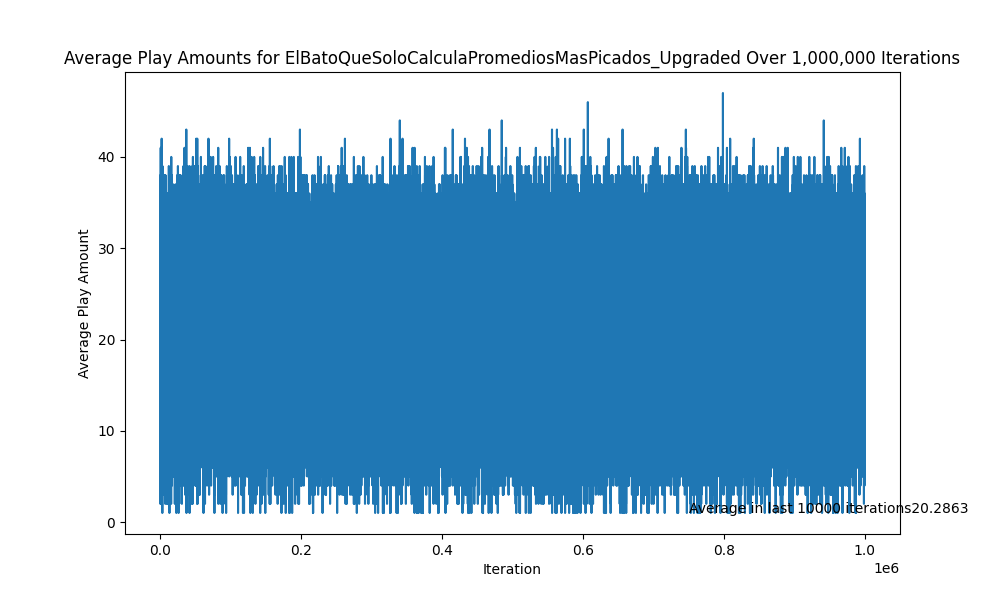 Average Play Amounts for ElBatoQueSoloCalculaPromediosMasPicados_Upgraded Over 1,000,000 Iterations
40
30
20
10
0
Average Play Amount
Average in last 10000 iterations20.2863
0.0 0.2 0.4 0.6 0.8 1.0
1e6
Iteration